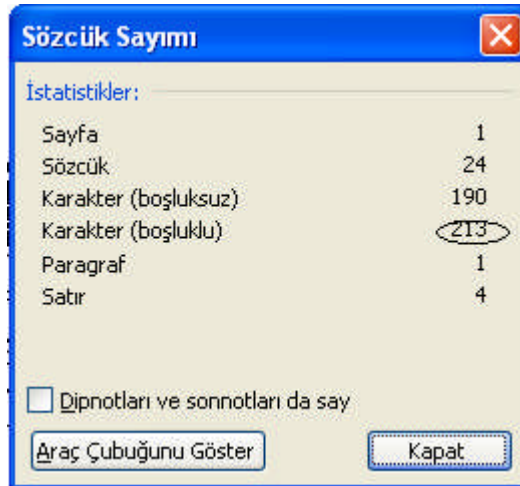 Sözcük Sayımı
İstatistikler:
Sayfa 1
Sözcük 24
Karakter (boşluksuz) 190
Karakter (boşluklu) 213
Paragraf 1
Satır 4
Dipnotları ve sonnotları da say
Araç Çubuğunu Göster Kapat